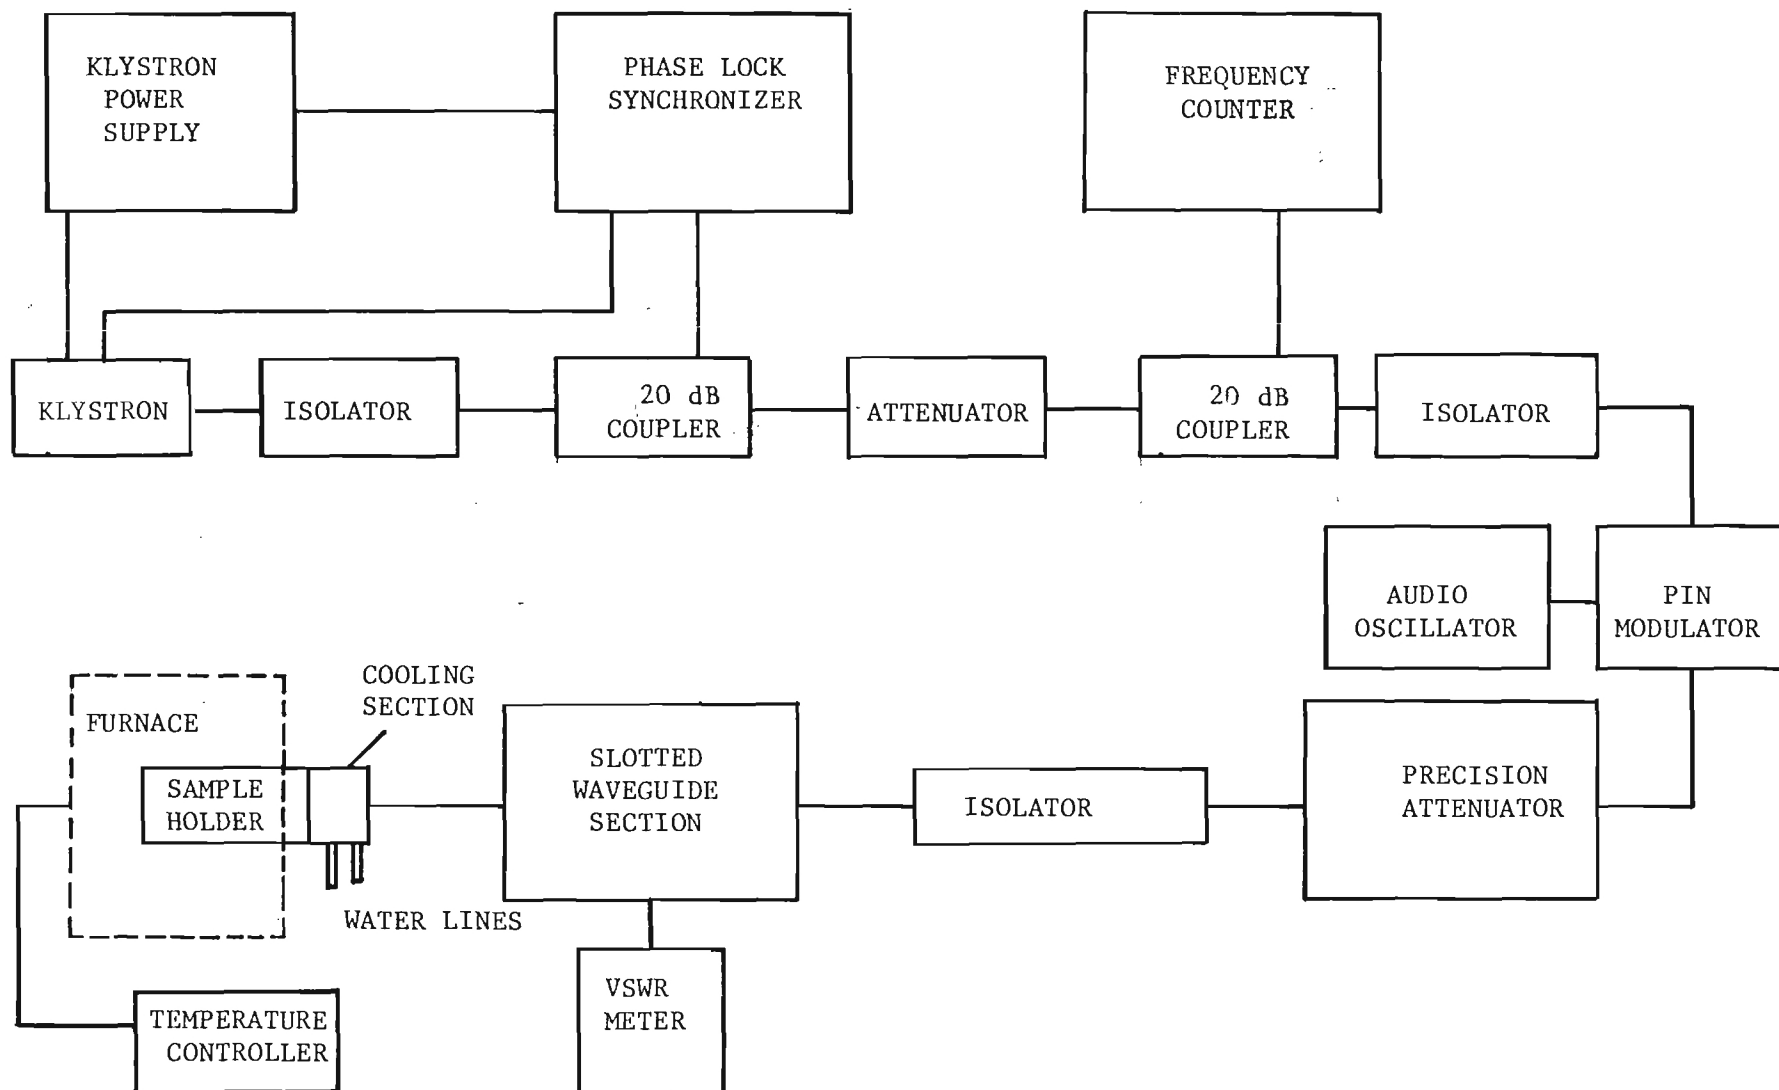 KLYSTRON
POWER
SUPPLY
PHASE LOCK
SYNCHRONIZER
FREQUENCY
COUNTER
KLYSTRON
ISOLATOR
20 dB
COUPLER
ATTENUATOR
20 dB
COUPLER
ISOLATOR
AUDIO
OSCILLATOR
PIN
MODULATOR
COOLING
SECTION
FURNACE
SAMPLE
HOLDER
WATER LINES
SLOTTED
WAVEGUIDE
SECTION
ISOLATOR
PRECISION
ATTENUATOR
TEMPERATURE
CONTROLLER
VSWR
METER